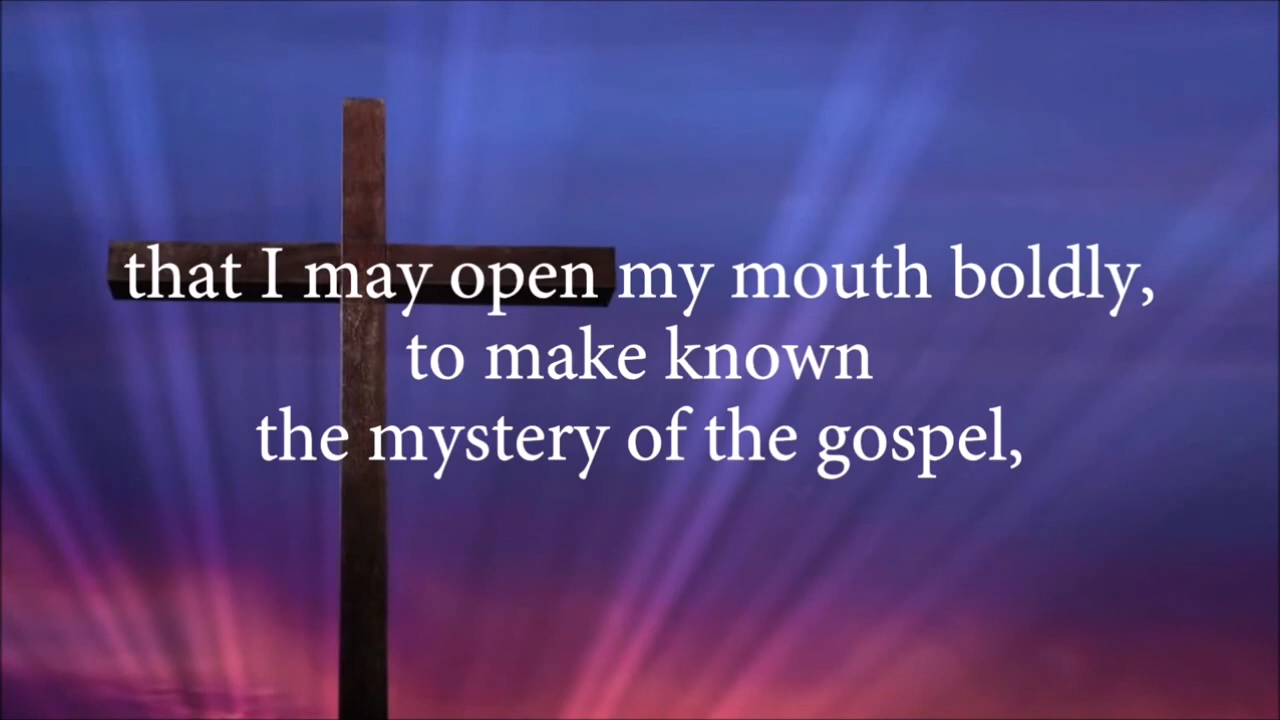 that I may open my mouth boldly,
to make known
the mystery of the gospel,